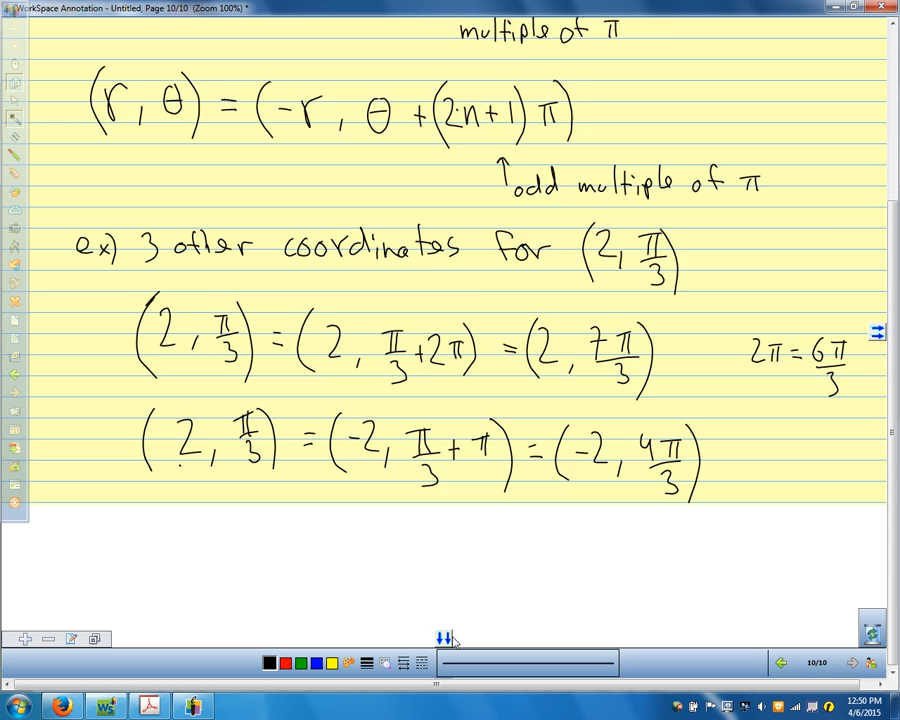 WorkSpace Annotation - Untitled, Page 10/10 (Zoom 100%) *
multiple of π
(r, θ) = (-r, θ + (2·n+1) π)
↑ odd multiple of π
ex) 3 other coordinates for (2, π/3)
(2, π/3) = (2, π/3 + 2π) = (2, 7π/3)
2π = 6π/3
(2, π/3) = (-2, π/3 + π) = (-2, 4π/3)
10/10
12:50 PM
4/6/2015